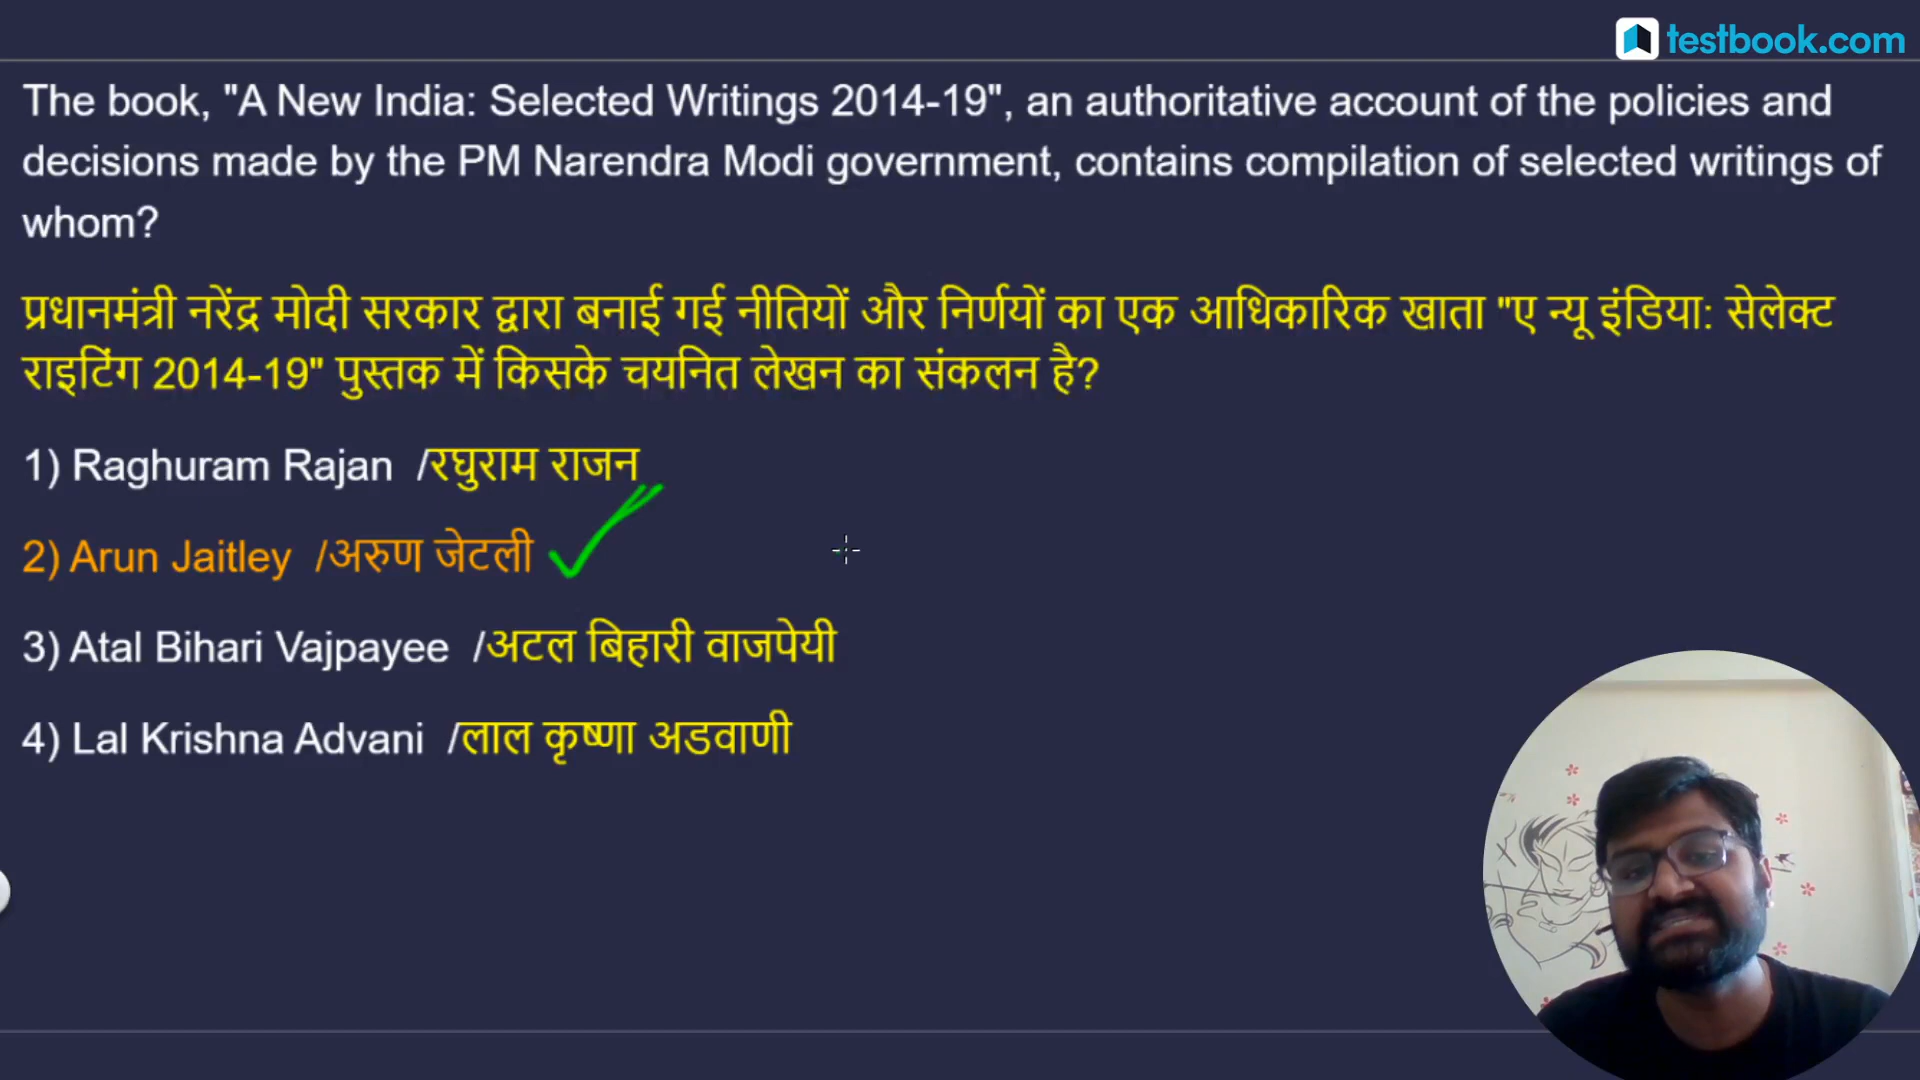 testbook.com
The book, "A New India: Selected Writings 2014-19", an authoritative account of the policies and
decisions made by the PM Narendra Modi government, contains compilation of selected writings of
whom?
प्रधानमंत्री नरेंद्र मोदी सरकार द्वारा बनाई गई नीतियों और निर्णयों का एक आधिकारिक खाता "ए न्यू इंडिया: सेलेक्ट
राइटिंग 2014-19" पुस्तक में किसके चयनित लेखन का संकलन है?
1) Raghuram Rajan /रघुराम राजन
2) Arun Jaitley /अरुण जेटली
3) Atal Bihari Vajpayee /अटल बिहारी वाजपेयी
4) Lal Krishna Advani /लाल कृष्णा अडवाणी